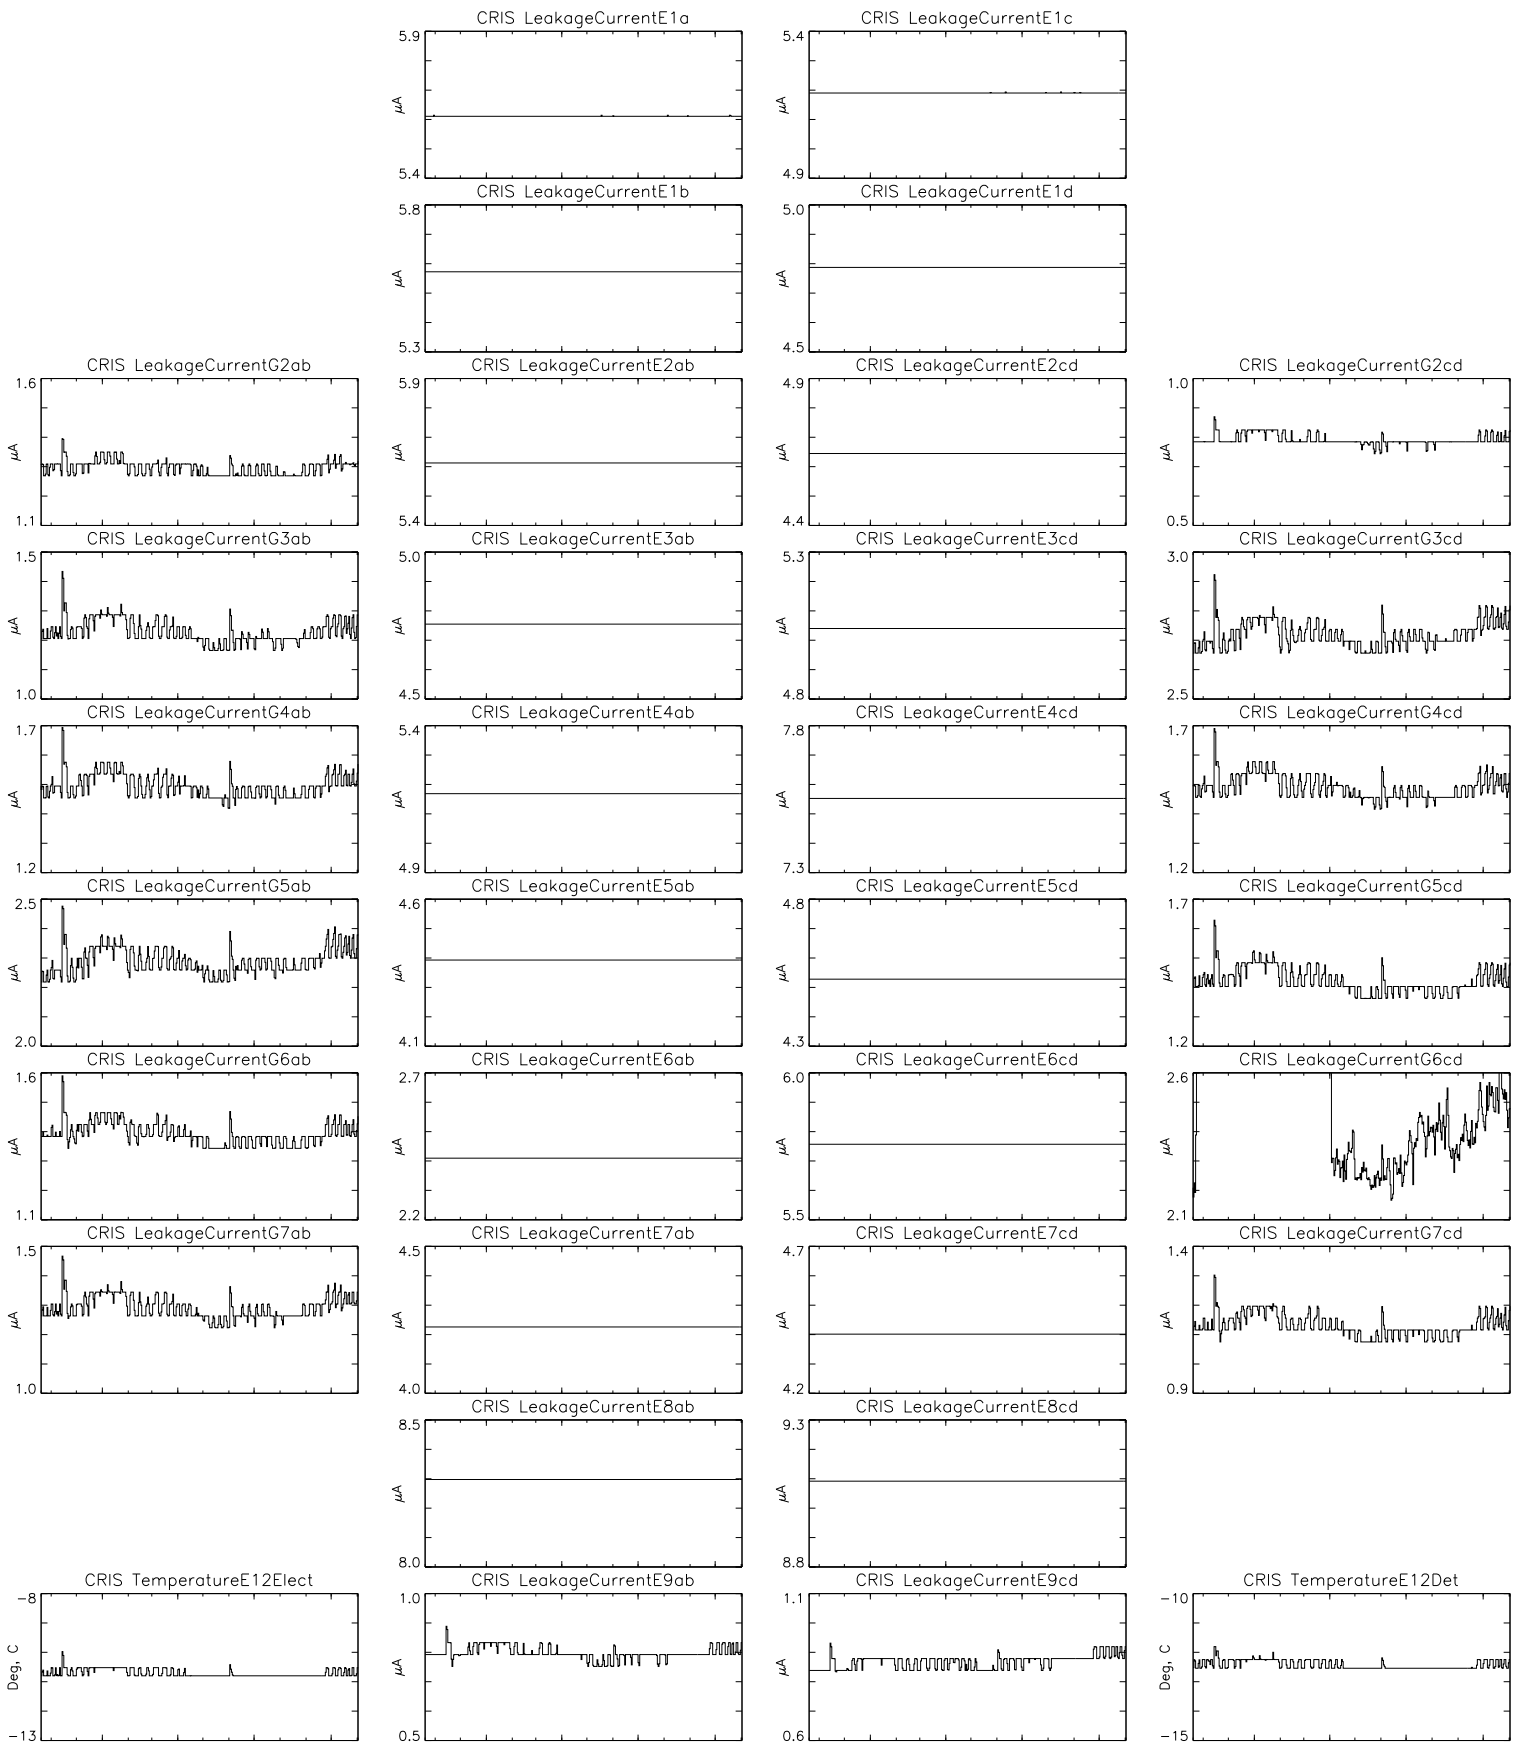 CRIS LeakageCurrentE1a
CRIS LeakageCurrentE1c
5.9
μA
5.4
5.4
μA
4.9
CRIS LeakageCurrentE1b
CRIS LeakageCurrentE1d
5.8
μA
5.3
5.0
μA
4.5
CRIS LeakageCurrentG2ab
CRIS LeakageCurrentE2ab
CRIS LeakageCurrentE2cd
CRIS LeakageCurrentG2cd
1.6
μA
1.1
5.9
μA
5.4
4.9
μA
4.4
1.0
μA
0.5
CRIS LeakageCurrentG3ab
CRIS LeakageCurrentE3ab
CRIS LeakageCurrentE3cd
CRIS LeakageCurrentG3cd
1.5
μA
1.0
5.0
μA
4.5
5.3
μA
4.8
3.0
μA
2.5
CRIS LeakageCurrentG4ab
CRIS LeakageCurrentE4ab
CRIS LeakageCurrentE4cd
CRIS LeakageCurrentG4cd
1.7
μA
1.2
5.4
μA
4.9
7.8
μA
7.3
1.7
μA
1.2
CRIS LeakageCurrentG5ab
CRIS LeakageCurrentE5ab
CRIS LeakageCurrentE5cd
CRIS LeakageCurrentG5cd
2.5
μA
2.0
4.6
μA
4.1
4.8
μA
4.3
1.7
μA
1.2
CRIS LeakageCurrentG6ab
CRIS LeakageCurrentE6ab
CRIS LeakageCurrentE6cd
CRIS LeakageCurrentG6cd
1.6
μA
1.1
2.7
μA
2.2
6.0
μA
5.5
2.6
μA
2.1
CRIS LeakageCurrentG7ab
CRIS LeakageCurrentE7ab
CRIS LeakageCurrentE7cd
CRIS LeakageCurrentG7cd
1.5
μA
1.0
4.5
μA
4.0
4.7
μA
4.2
1.4
μA
0.9
CRIS LeakageCurrentE8ab
CRIS LeakageCurrentE8cd
8.5
μA
8.0
9.3
μA
8.8
CRIS TemperatureE12Elect
CRIS LeakageCurrentE9ab
CRIS LeakageCurrentE9cd
CRIS TemperatureE12Det
-8
Deg, C
-13
1.0
μA
0.5
1.1
μA
0.6
-10
Deg, C
-15